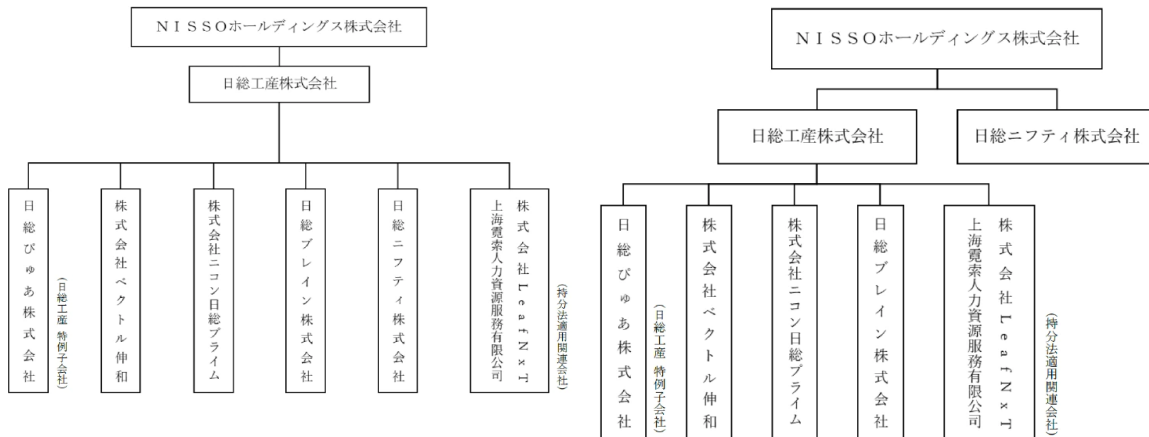 NISSOホールディングス株式会社
日総工産株式会社
日総ぴゅあ株式会社
(日総工産 特例子会社)
株式会社ベクトル伸和
株式会社ニコン日総プライム
日総ブレイン株式会社
日総ニフティ株式会社
株式会社LeafNxT
上海霓索人力資源服務有限公司
(持分法適用関連会社)
NISSOホールディングス株式会社
日総工産株式会社
日総ニフティ株式会社
日総ぴゅあ株式会社
(日総工産 特例子会社)
株式会社ベクトル伸和
株式会社ニコン日総プライム
日総ブレイン株式会社
株式会社LeafNxT
上海霓索人力資源服務有限公司
(持分法適用関連会社)